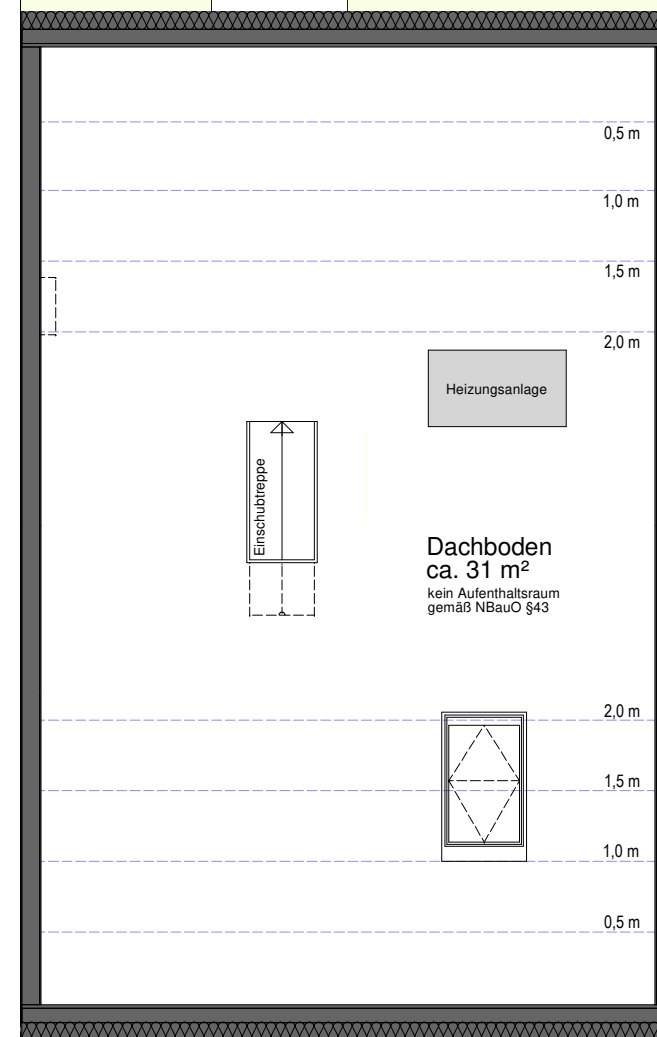 0,5 m
1,0 m
1,5 m
2,0 m
Heizungsanlage
Einschubtreppe
Dachboden
ca. 31 m²
kein Aufenthaltsraum
gemäß NBauO §43
2,0 m
1,5 m
1,0 m
0,5 m